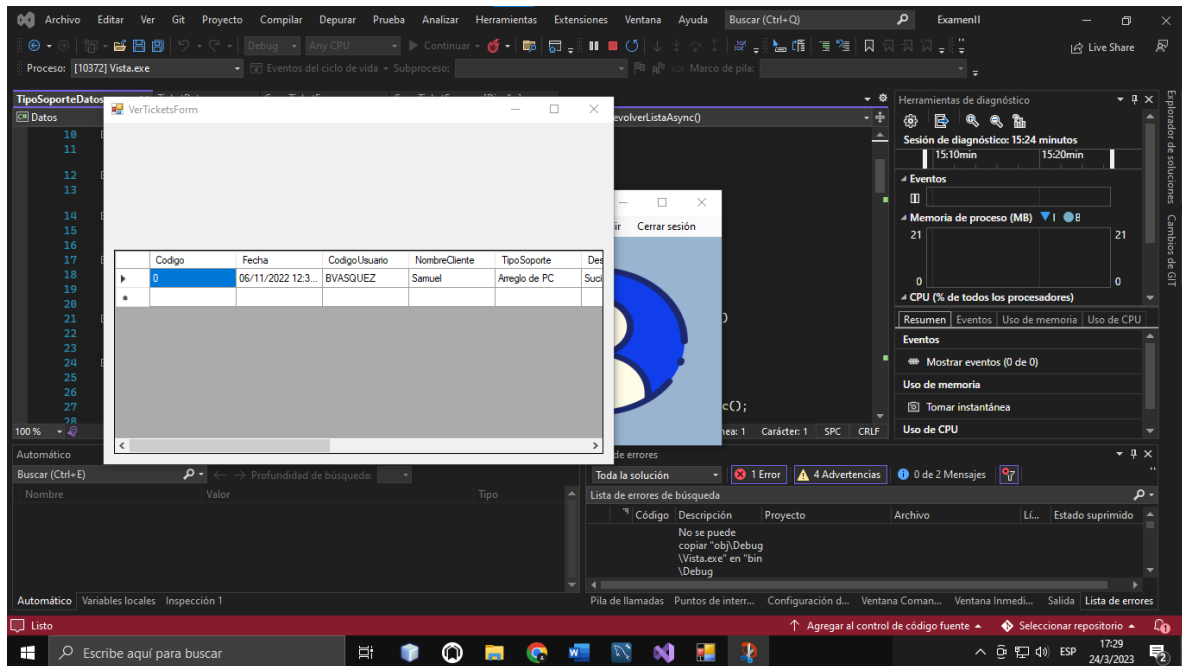 Archivo Editar Ver Git Proyecto Compilar Depurar Prueba Analizar Herramientas Extensiones Ventana Ayuda Buscar (Ctrl+Q) ExamenII
Debug Any CPU Continuar Live Share
Proceso: [10372] Vista.exe Eventos del ciclo de vida Subproceso: Marco de pila:
TipoSoporteDatos
Datos
evolverListaAsync()
10
11
12
13
14
15
16
17
18
19
20
21
22
23
24
25
26
27
28
c();
100 %
Carácter: 1 SPC CRLF
VerTicketsForm
Codigo Fecha CodigoUsuario NombreCliente TipoSoporte Des
0 06/11/2022 12:3... BVASQUEZ Samuel Arreglo de PC Suci
Cerrar sesión
Herramientas de diagnóstico
Sesión de diagnóstico: 15:24 minutos
15:10min 15:20min
Eventos
Memoria de proceso (MB)
21 21
0 0
CPU (% de todos los procesadores)
Resumen Eventos Uso de memoria Uso de CPU
Eventos
Mostrar eventos (0 de 0)
Uso de memoria
Tomar instantánea
Uso de CPU
Explorador de soluciones
Cambios de GIT
Automático
Buscar (Ctrl+E) Profundidad de búsqueda:
Nombre Valor Tipo
Automático Variables locales Inspección 1
de errores
Toda la solución 1 Error 4 Advertencias 0 de 2 Mensajes
Lista de errores de búsqueda
Código Descripción Proyecto Archivo Lí... Estado suprimido
No se puede
copiar "obj\Debug
\Vista.exe" en "bin
\Debug
Pila de llamadas Puntos de interr... Configuración d... Ventana Coman... Ventana Inmedi... Salida Lista de errores
Listo Agregar al control de código fuente Seleccionar repositorio
Escribe aquí para buscar
ESP
17:29
24/3/2023